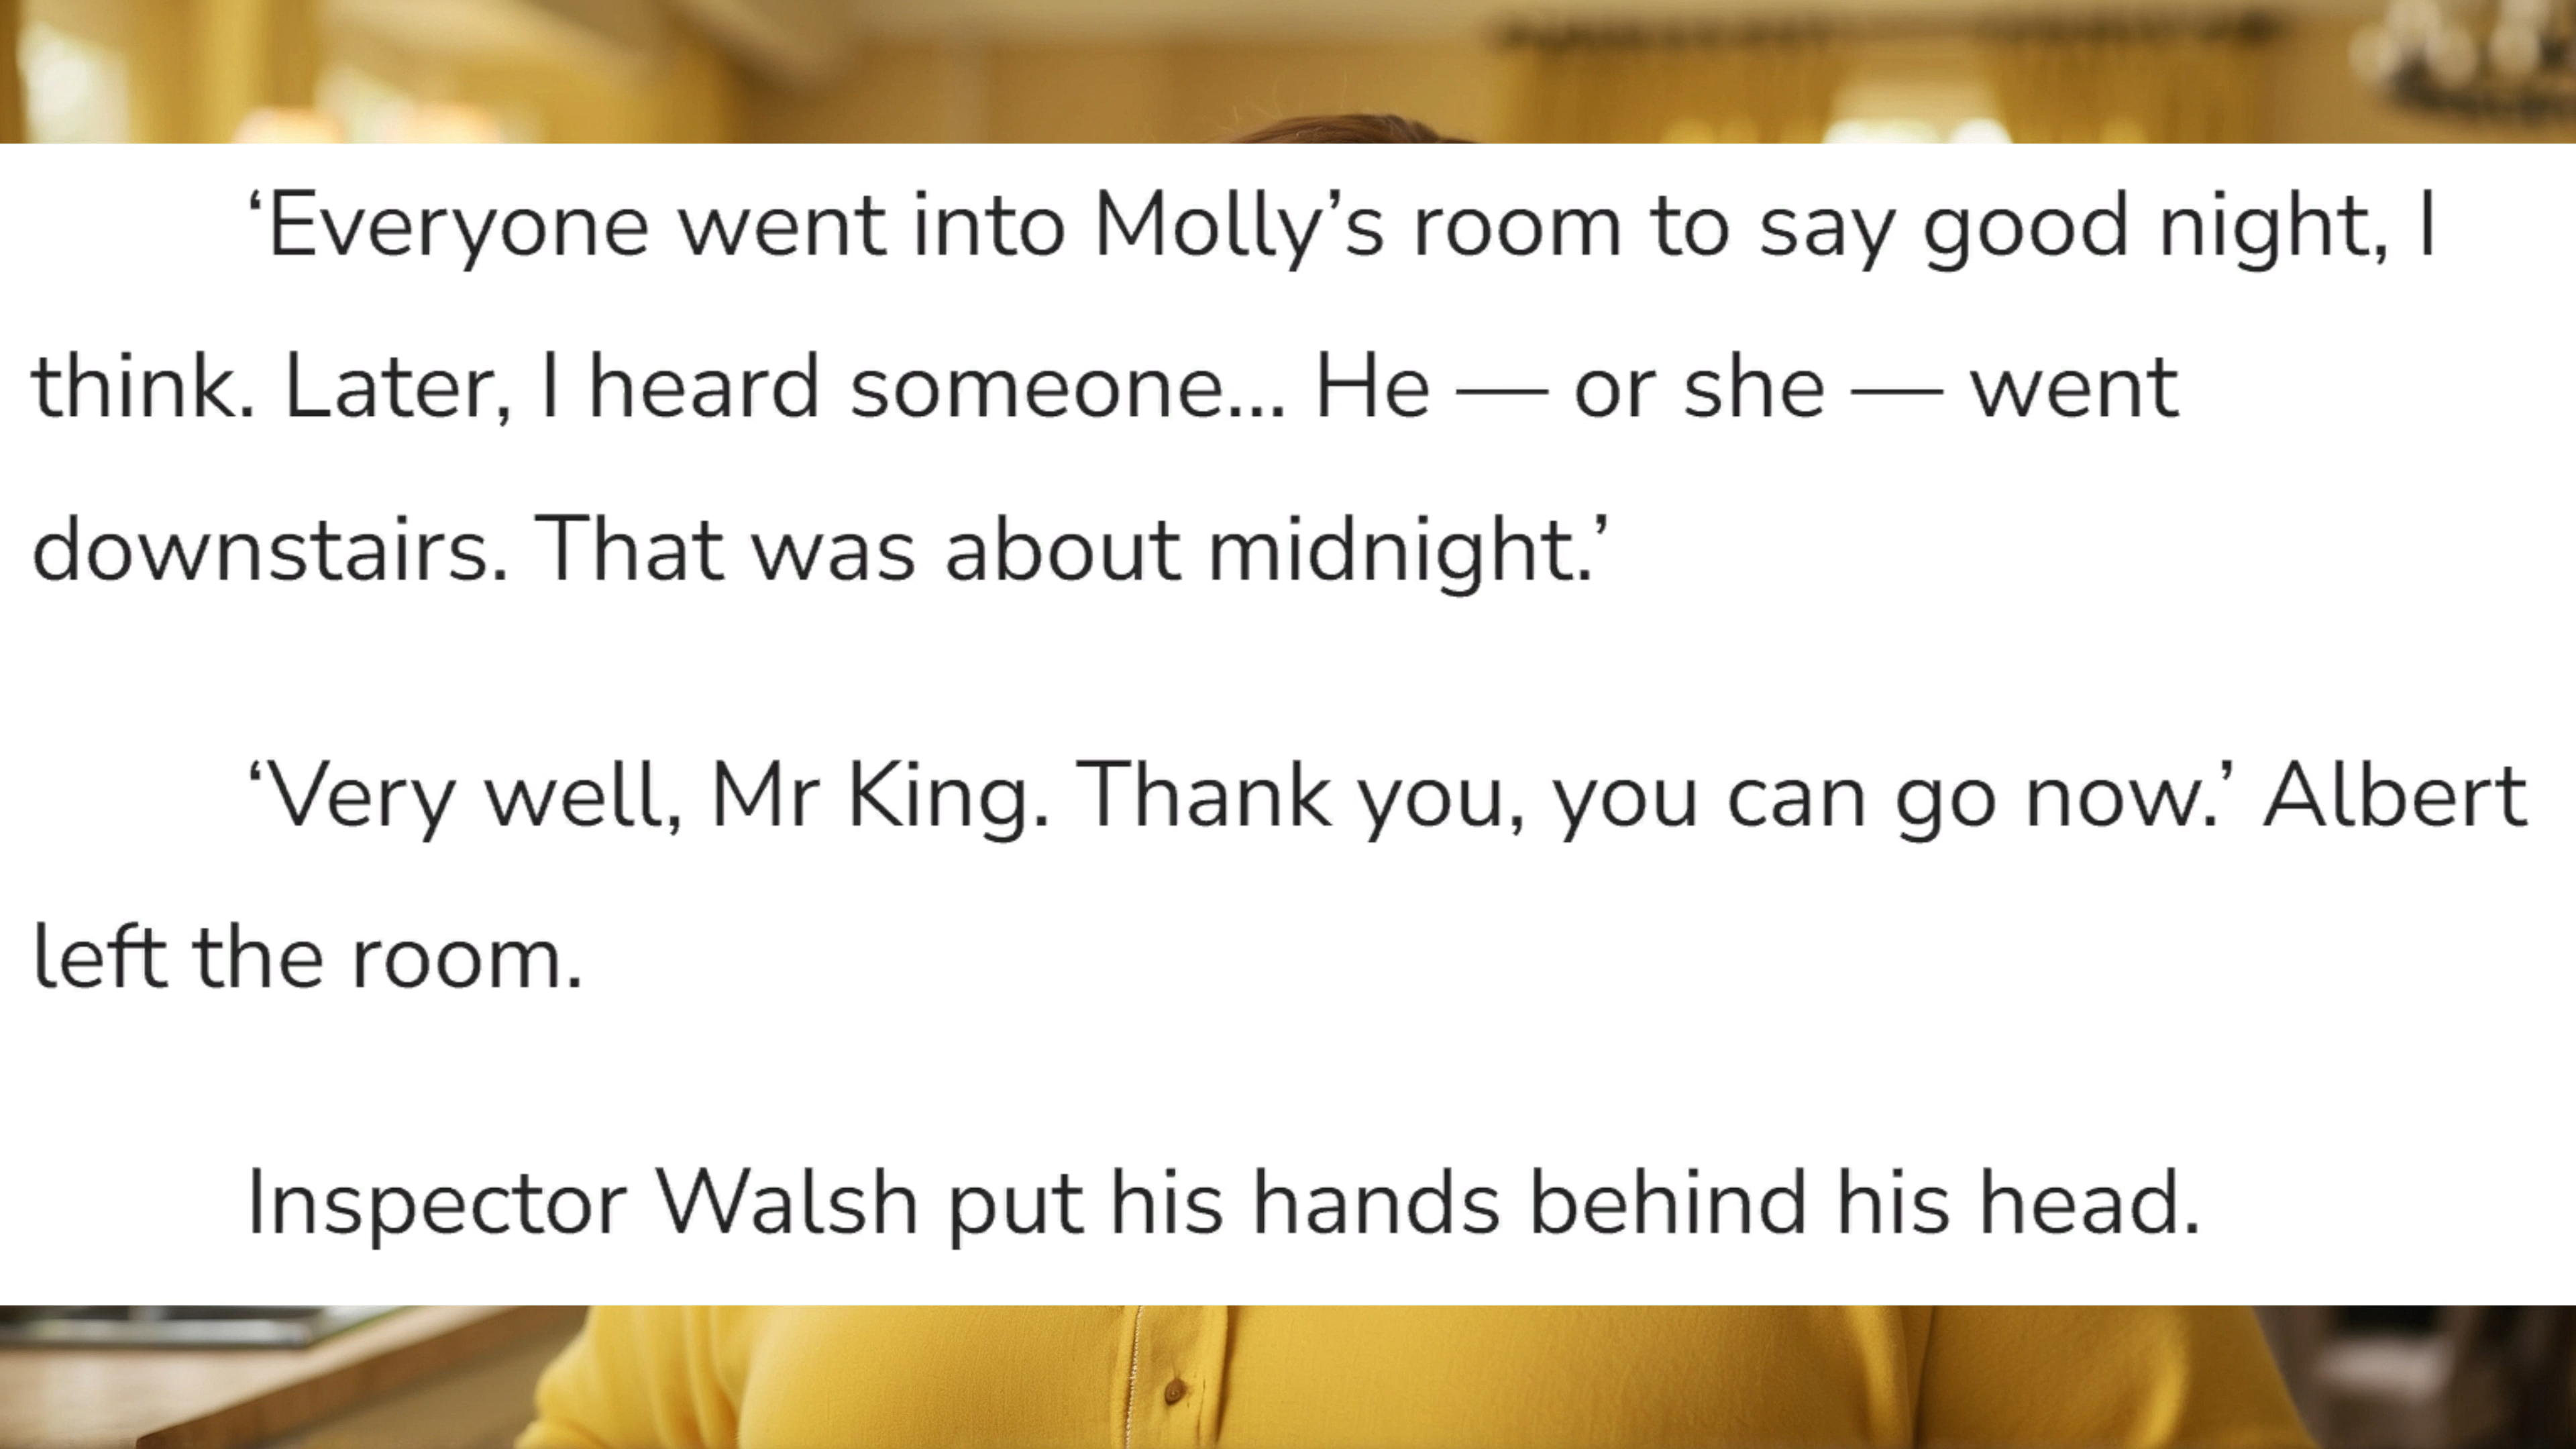 ‘Everyone went into Molly’s room to say good night, I
think. Later, I heard someone... He — or she — went
downstairs. That was about midnight.’
‘Very well, Mr King. Thank you, you can go now.’ Albert
left the room.
Inspector Walsh put his hands behind his head.